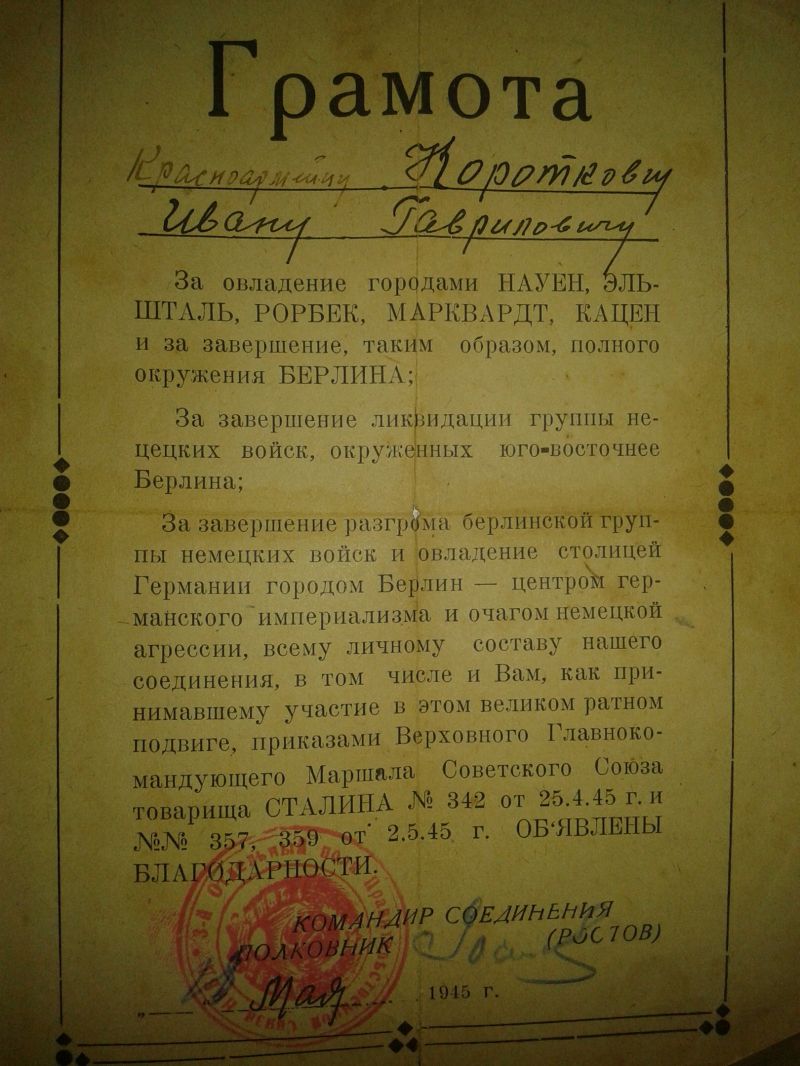 Грамота
Красноармейцу Короткову
Ивану Гавриловичу
За овладение городами НАУЕН, ЭЛЬ-
ШТАЛЬ, РОРБЕК, МАРКВАРДТ, КАЦЕН
и за завершение, таким образом, полного
окружения БЕРЛИНА;
За завершение ликвидации группы не-
цецких войск, окруженных юго-восточнее
Берлина;
За завершение разгрома берлинской груп-
пы немецких войск и овладение столицей
Германии городом Берлин — центром гер-
манского империализма и очагом немецкой
агрессии, всему личному составу нашего
соединения, в том числе и Вам, как при-
нимавшему участие в этом великом ратном
подвиге, приказами Верховного Главноко-
мандующего Маршала Советского Союза
товарища СТАЛИНА № 342 от 25.4.45 г. и
№№ 357, 359 от 2.5.45 г. ОБ'ЯВЛЕНЫ
БЛАГОДАРНОСТИ.
КОМАНДИР СОЕДИНЕНИЯ
ПОЛКОВНИК (РОСТОВ)
Мая 1945 г.